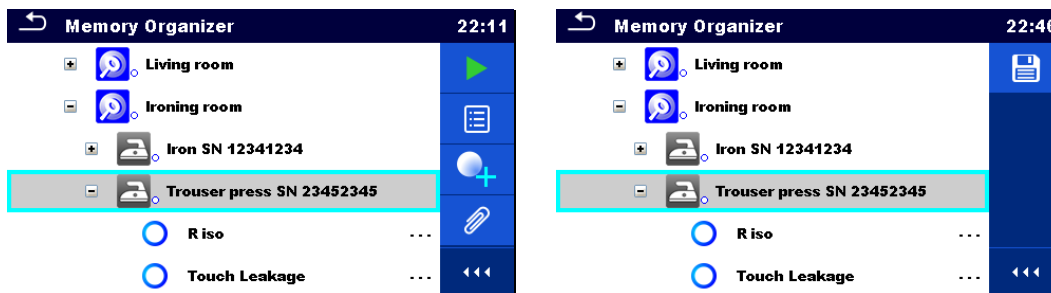 Memory Organizer 22:11
Living room
Ironing room
Iron SN 12341234
Trouser press SN 23452345
R iso ...
Touch Leakage ...
Memory Organizer 22:46
Living room
Ironing room
Iron SN 12341234
Trouser press SN 23452345
R iso ...
Touch Leakage ...